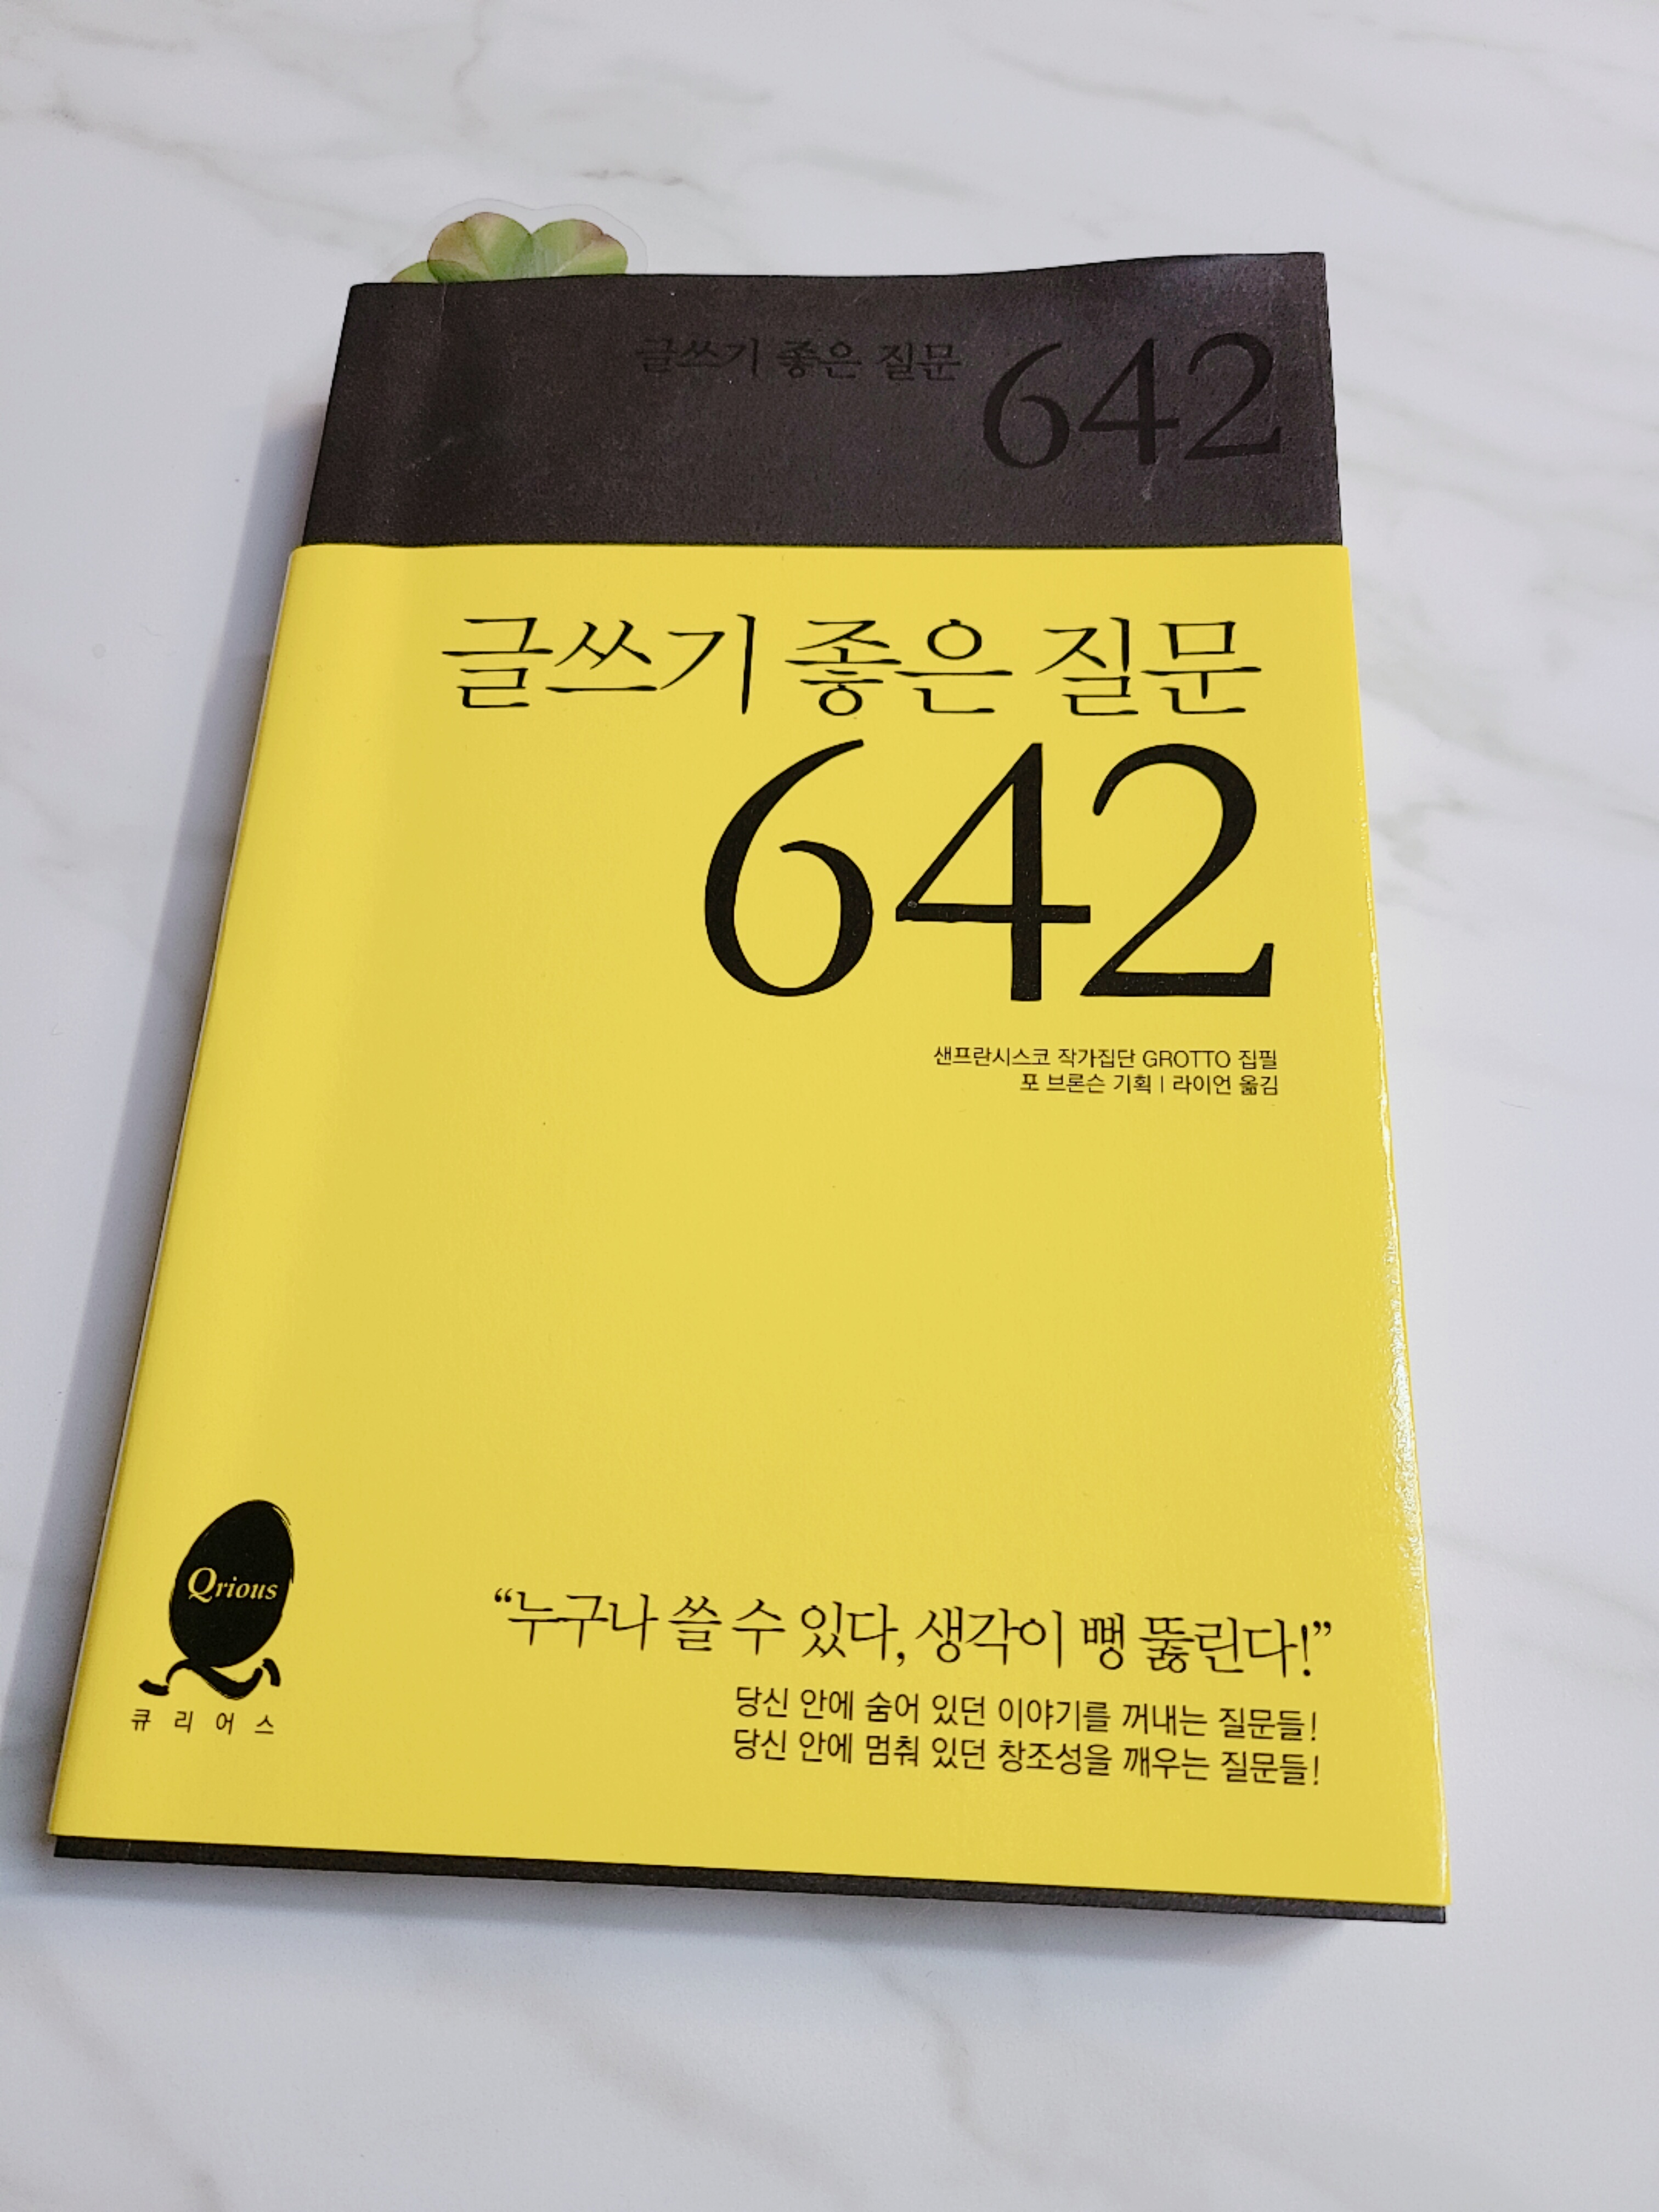 글쓰기 좋은 질문 642
글쓰기 좋은 질문
642
샌프란시스코 작가집단 GROTTO 집필
포 브론슨 기획 | 라이언 옮김
Qrious
큐리어스
“누구나 쓸 수 있다, 생각이 뻥 뚫린다!”
당신 안에 숨어 있던 이야기를 꺼내는 질문들!
당신 안에 멈춰 있던 창조성을 깨우는 질문들!